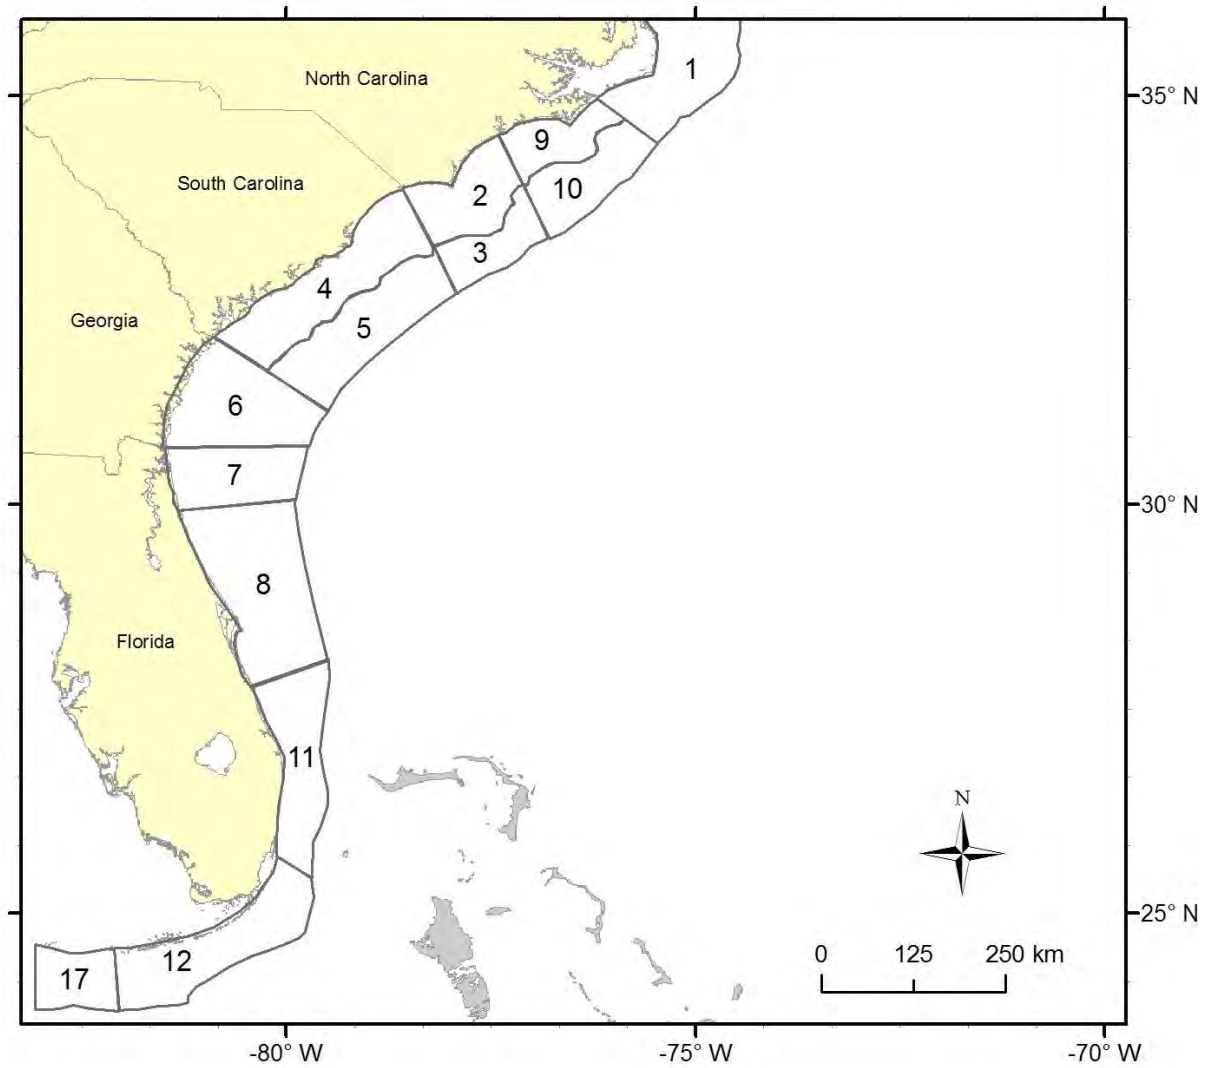 North Carolina
1
35° N
9
South Carolina
2
10
3
4
Georgia
5
6
7
30° N
8
Florida
11
N
25° N
12
0 125 250 km
17
-80° W
-75° W
-70° W